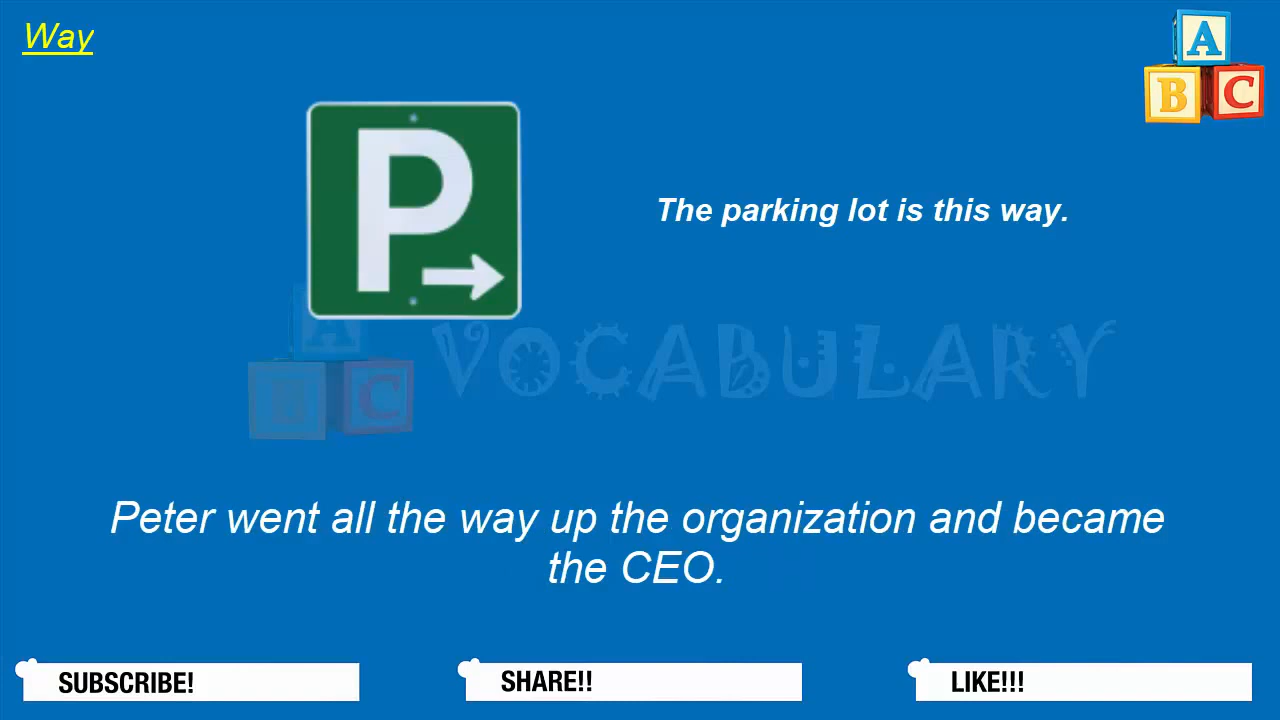 Way
A
B C
P
The parking lot is this way.
A
B C VOCABULARY
Peter went all the way up the organization and became
the CEO.
SUBSCRIBE! SHARE!! LIKE!!!